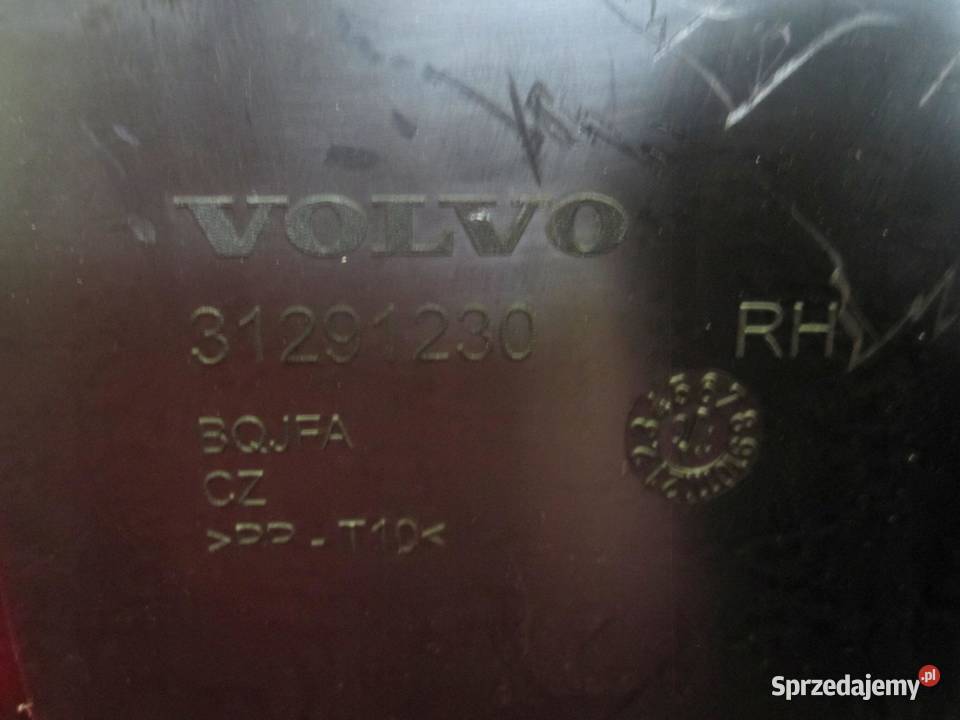 VOLVO
31291230 RH
BQJFA
CZ
>PP-T10<
Sprzedajemy.pl